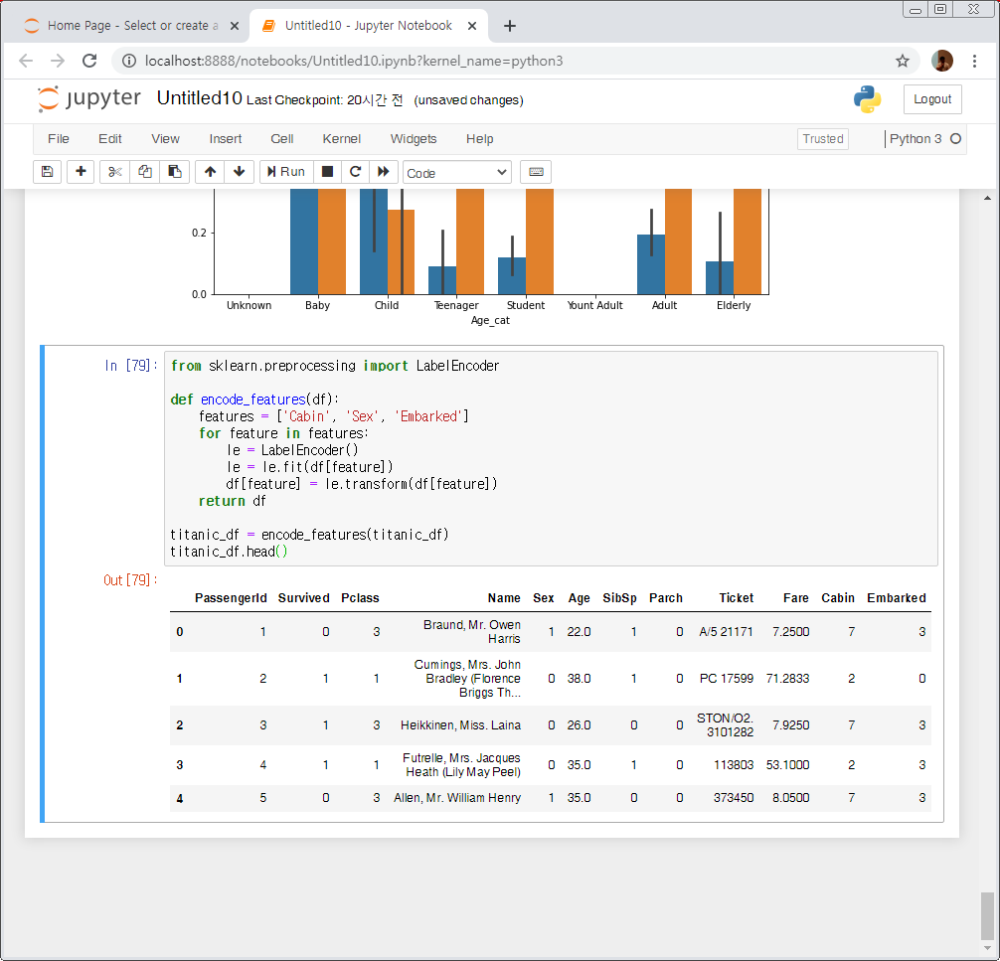 Home Page - Select or create a
Untitled10 - Jupyter Notebook
localhost:8888/notebooks/Untitled10.ipynb?kernel_name=python3
jupyter Untitled10 Last Checkpoint: 20시간 전 (unsaved changes)
Logout
File Edit View Insert Cell Kernel Widgets Help
Trusted
Python 3
Run
Code
0.2
0.0
Unknown Baby Child Teenager Student Yount Adult Adult Elderly
Age_cat
In [79]:
from sklearn.preprocessing import LabelEncoder
def encode_features(df):
features = ['Cabin', 'Sex', 'Embarked']
for feature in features:
le = LabelEncoder()
le = le.fit(df[feature])
df[feature] = le.transform(df[feature])
return df
titanic_df = encode_features(titanic_df)
titanic_df.head()
Out[79]:
PassengerId Survived Pclass Name Sex Age SibSp Parch Ticket Fare Cabin Embarked
0 1 0 3 Braund, Mr. Owen Harris 1 22.0 1 0 A/5 21171 7.2500 7 3
1 2 1 1 Cumings, Mrs. John Bradley (Florence Briggs Th... 0 38.0 1 0 PC 17599 71.2833 2 0
2 3 1 3 Heikkinen, Miss. Laina 0 26.0 0 0 STON/O2. 3101282 7.9250 7 3
3 4 1 1 Futrelle, Mrs. Jacques Heath (Lily May Peel) 0 35.0 1 0 113803 53.1000 2 3
4 5 0 3 Allen, Mr. William Henry 1 35.0 0 0 373450 8.0500 7 3